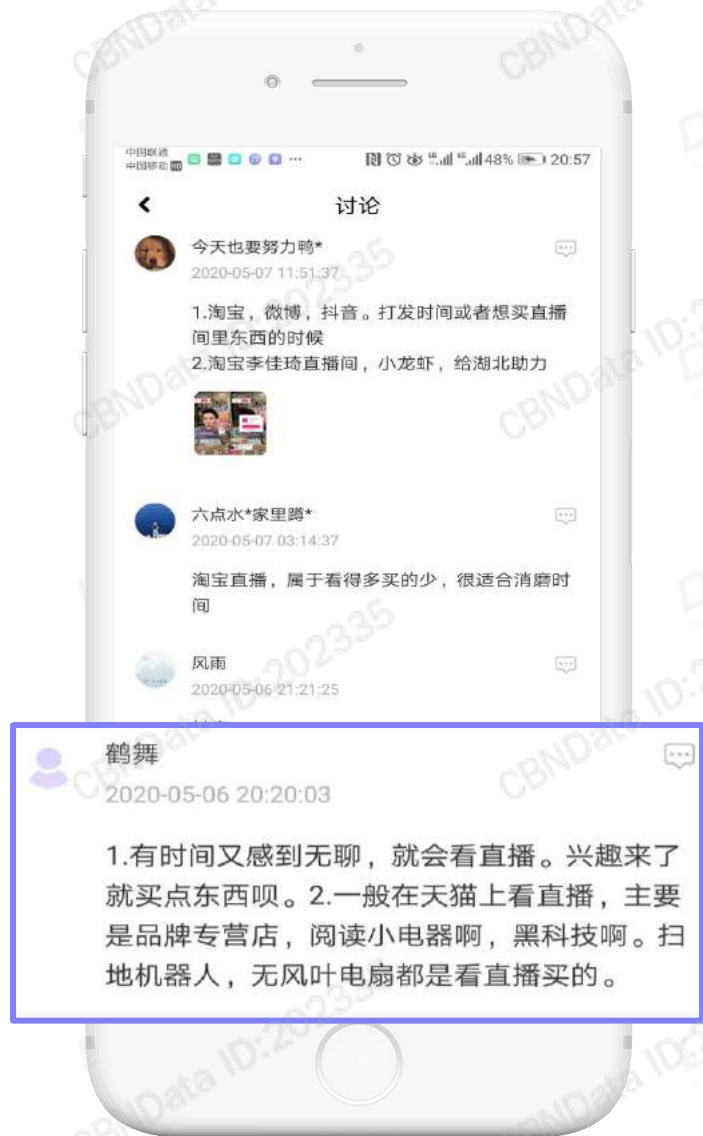 中国联通
中国移动 HD
48% 20:57
讨论
今天也要努力鸭*
2020-05-07 11:51:37
1.淘宝，微博，抖音。打发时间或者想买直播
间里东西的时候
2.淘宝李佳琦直播间，小龙虾，给湖北助力
六点水*家里蹲*
2020-05-07 03:14:37
淘宝直播，属于看得多买的少，很适合消磨时
间
风雨
2020-05-06 21:21:25
鹤舞
2020-05-06 20:20:03
1.有时间又感到无聊，就会看直播。兴趣来了
就买点东西呗。2.一般在天猫上看直播，主要
是品牌专营店，阅读小电器啊，黑科技啊。扫
地机器人，无风叶电扇都是看直播买的。
CBNData ID:202335